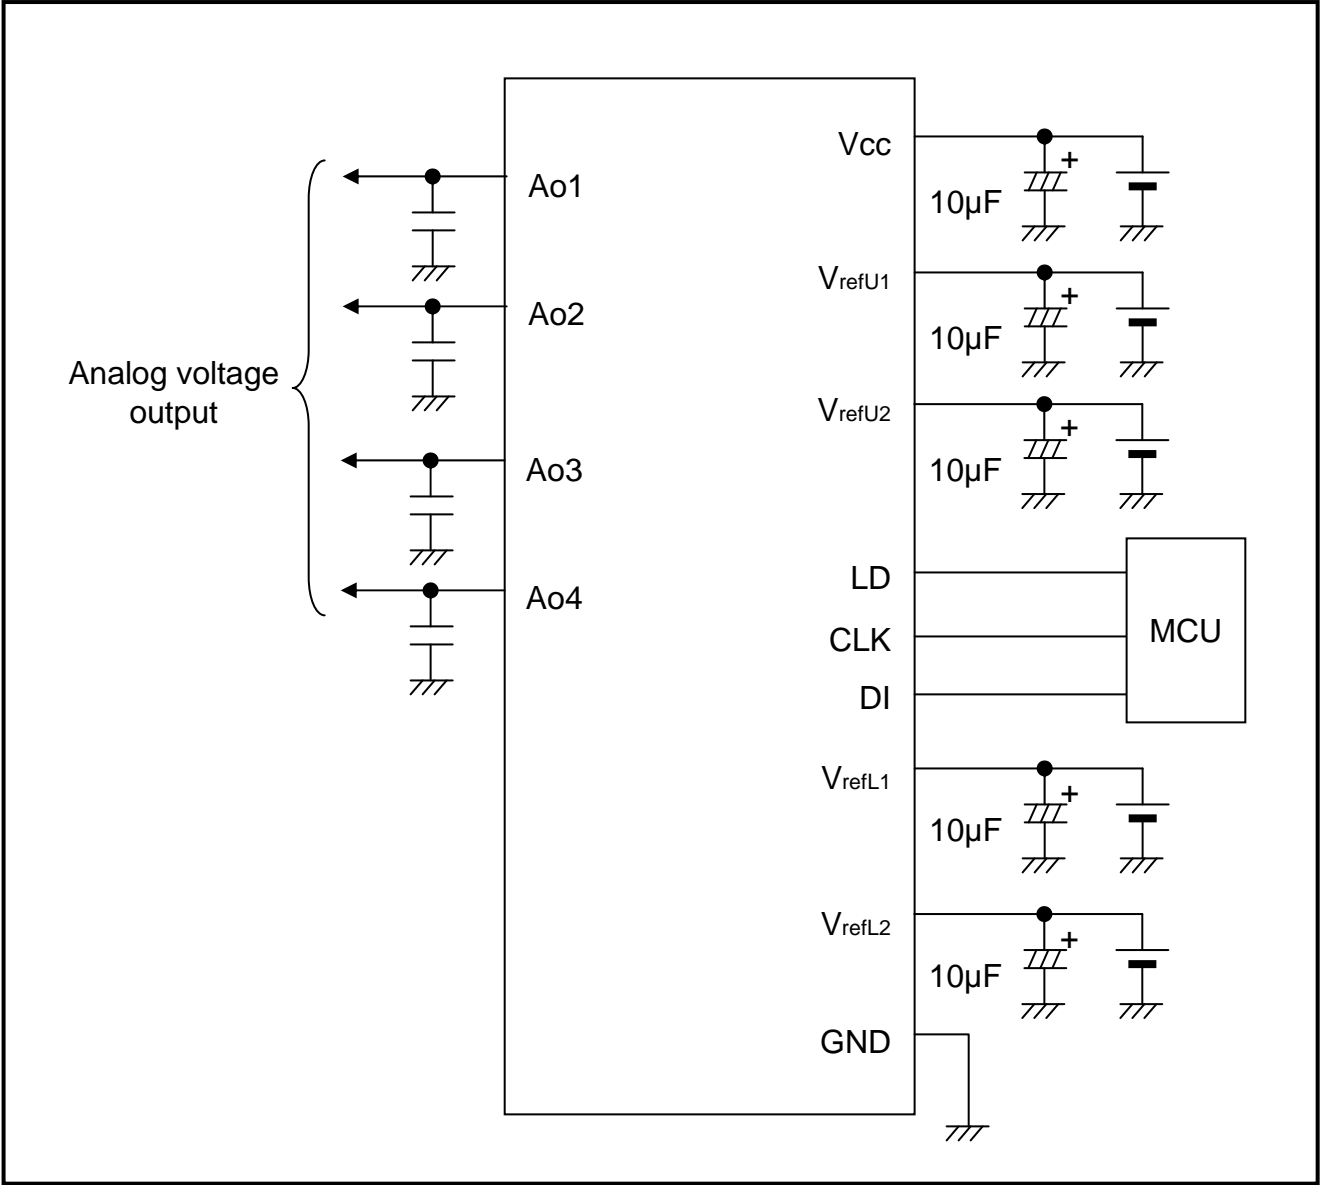 Analog voltage
output
Ao1
Ao2
Ao3
Ao4
Vcc
+
10µF
VrefU1
+
10µF
VrefU2
+
10µF
LD
CLK
DI
MCU
VrefL1
+
10µF
VrefL2
+
10µF
GND